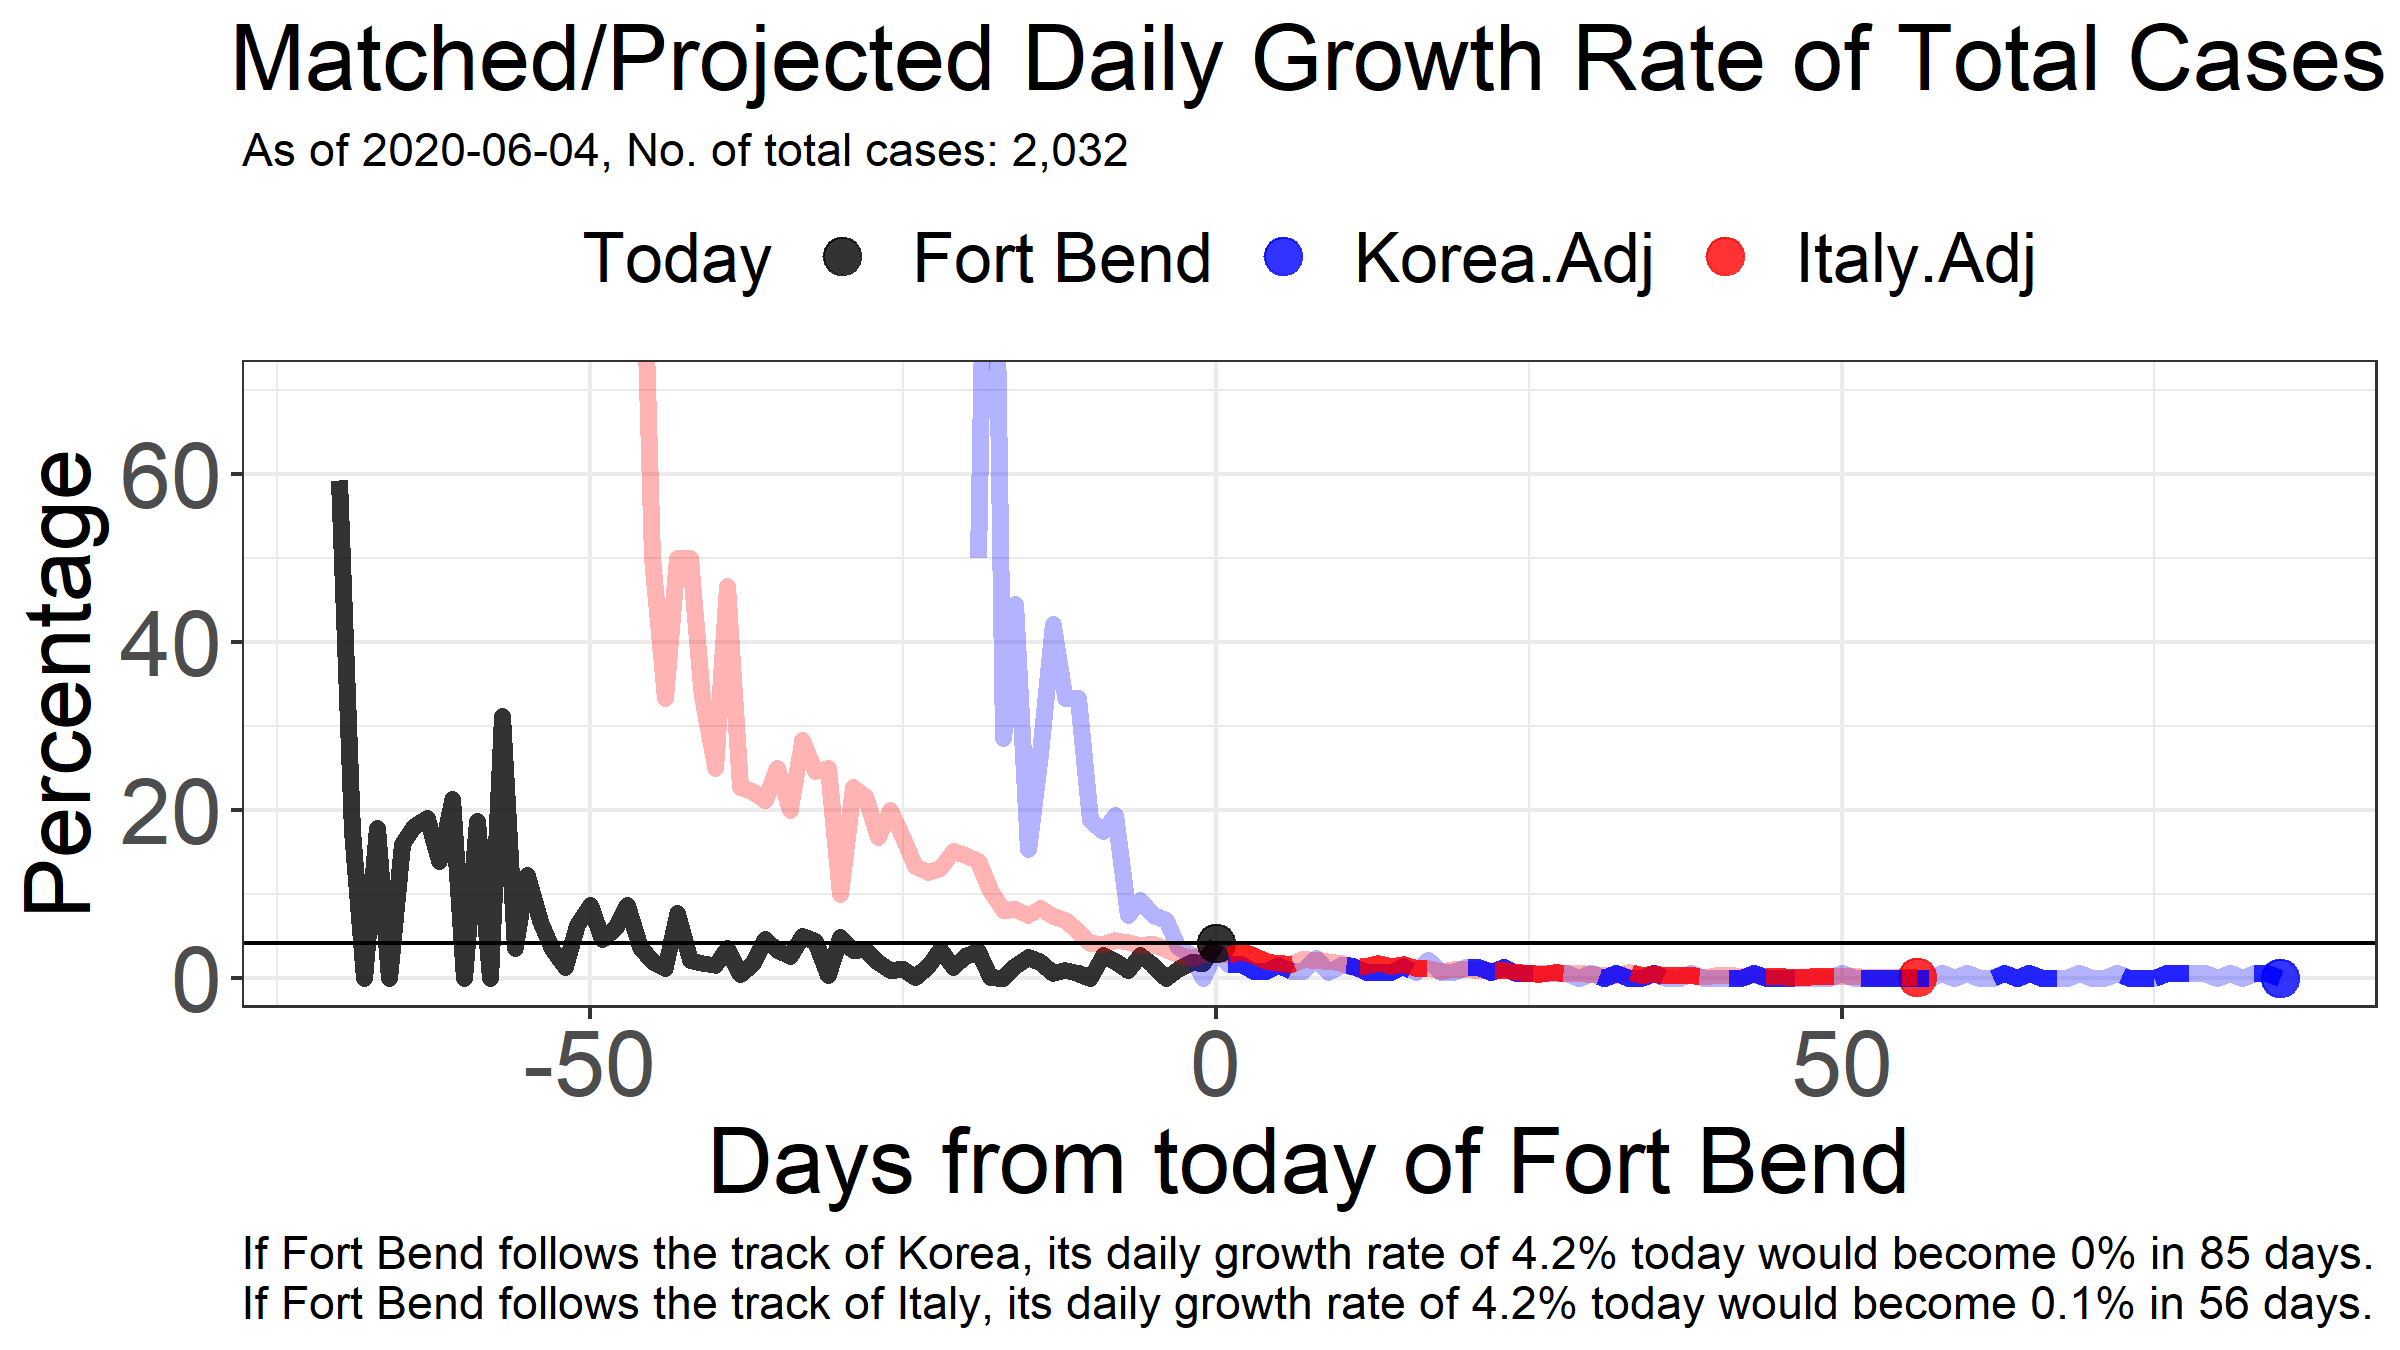 Matched/Projected Daily Growth Rate of Total Cases
As of 2020-06-04, No. of total cases: 2,032
Today Fort Bend Korea.Adj Italy.Adj
Percentage
60
40
20
0
-50 0 50
Days from today of Fort Bend
If Fort Bend follows the track of Korea, its daily growth rate of 4.2% today would become 0% in 85 days.
If Fort Bend follows the track of Italy, its daily growth rate of 4.2% today would become 0.1% in 56 days.